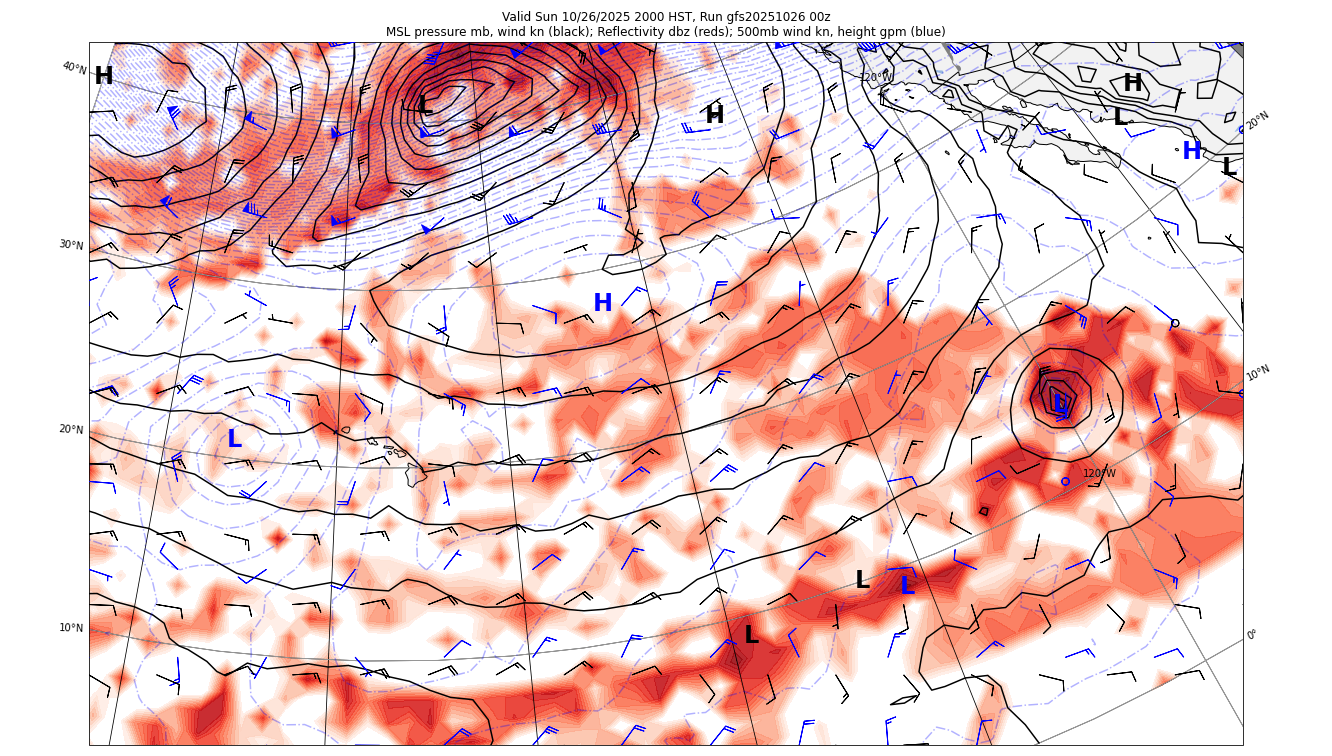 Valid Sun 10/26/2025 2000 HST, Run gfs20251026 00z
MSL pressure mb, wind kn (black); Reflectivity dbz (reds); 500mb wind kn, height gpm (blue)
40°N
H
L
H
120°W
H
L
20°N
H
L
30°N
H
10°N
L
20°N
L
120°W
L
L
10°N
L
0°